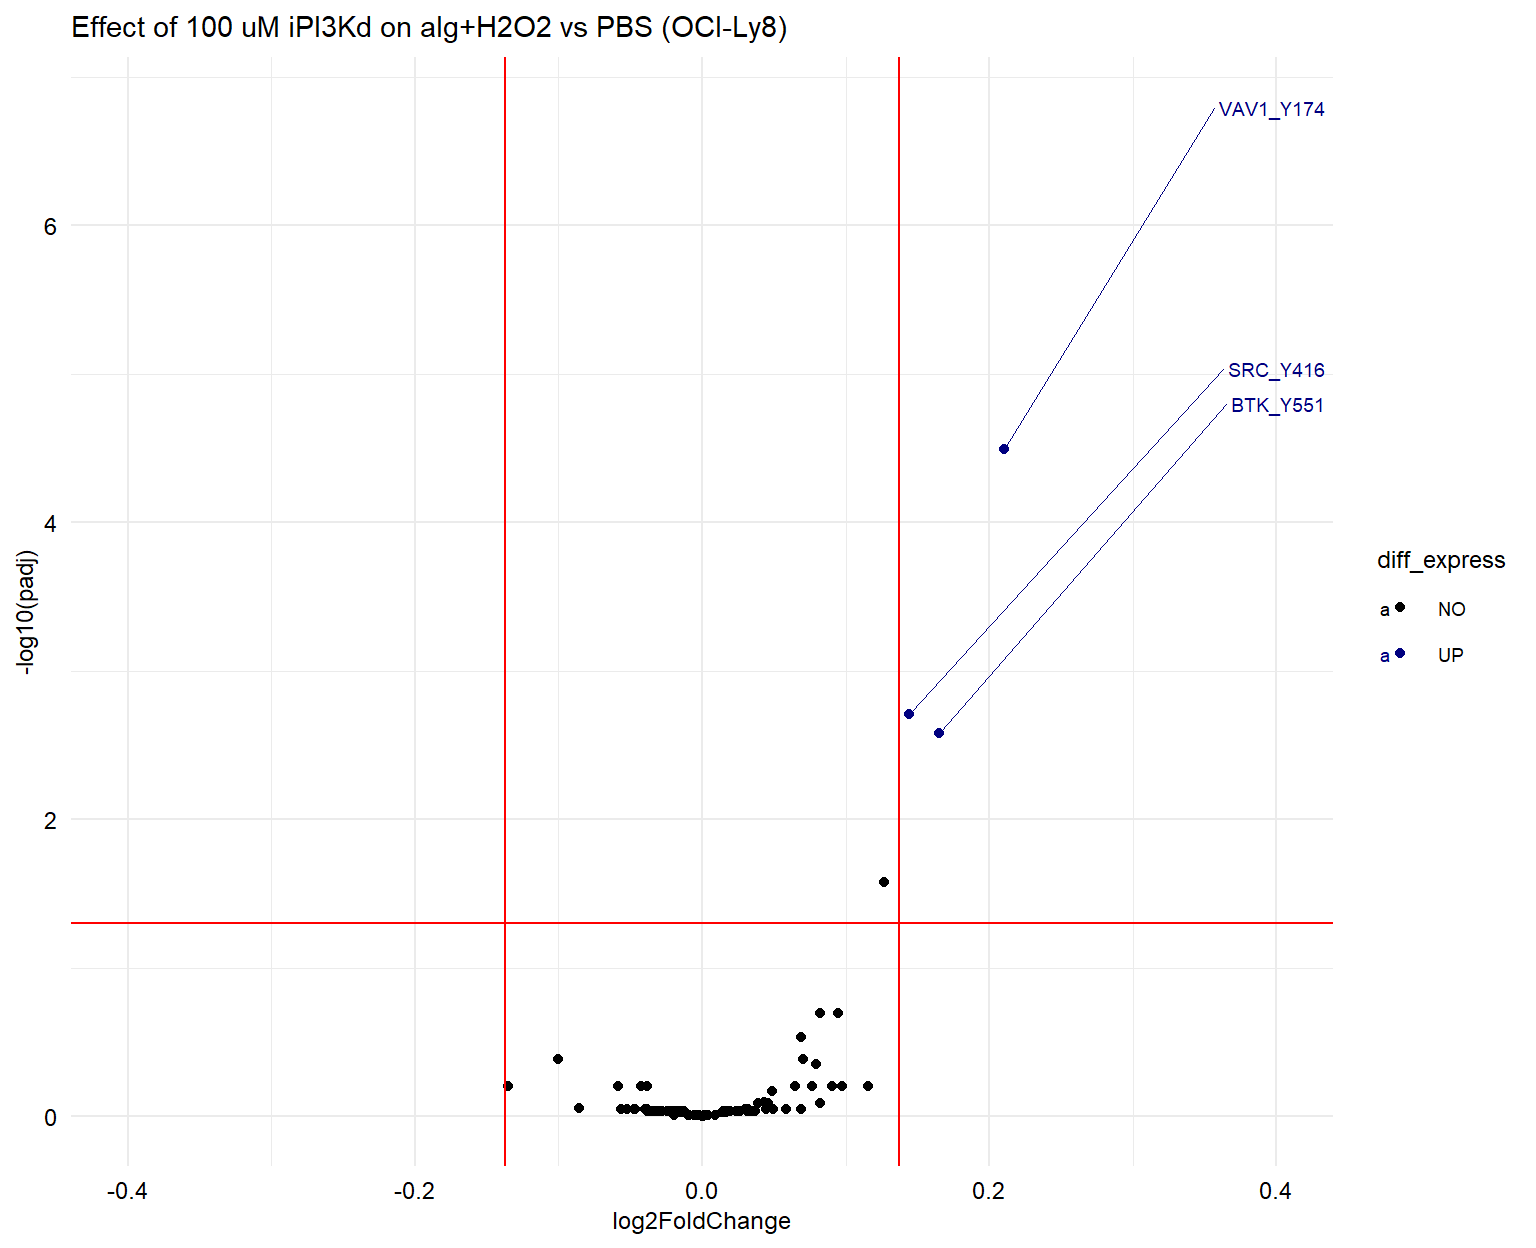 Effect of 100 uM iPI3Kd on aIg+H2O2 vs PBS (OCI-Ly8)
VAV1_Y174
6
SRC_Y416
BTK_Y551
4
-log10(padj)
diff_express
a NO
a UP
2
0
-0.4 -0.2 0.0 0.2 0.4
log2FoldChange